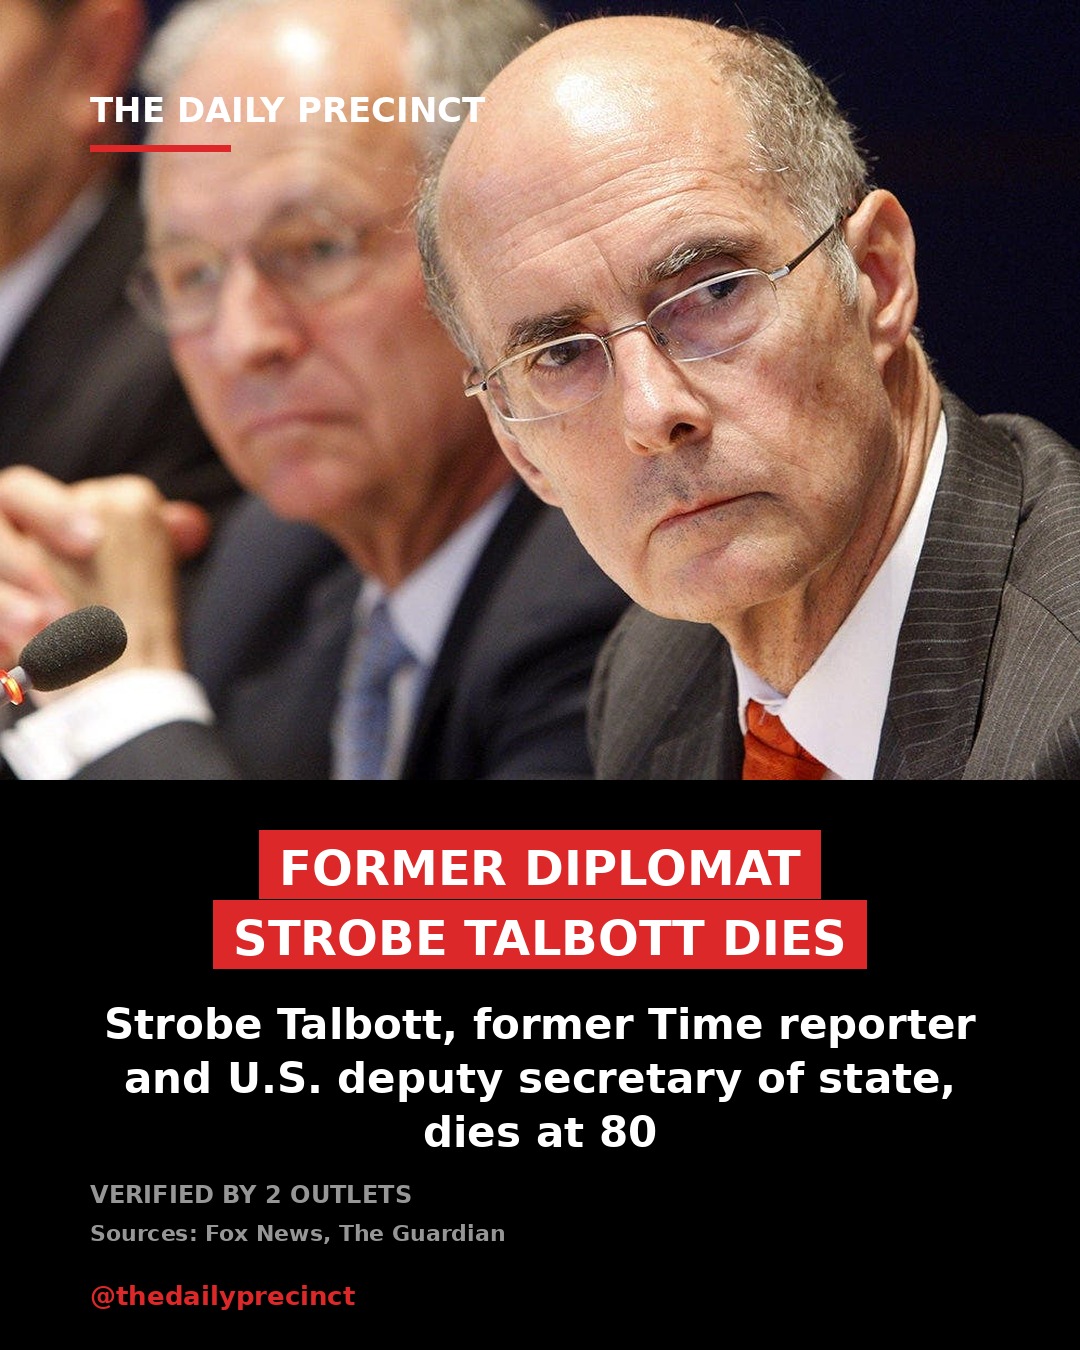 THE DAILY PRECINCT
FORMER DIPLOMAT
STROBE TALBOTT DIES
Strobe Talbott, former Time reporter
and U.S. deputy secretary of state,
dies at 80
VERIFIED BY 2 OUTLETS
Sources: Fox News, The Guardian
@thedailyprecinct